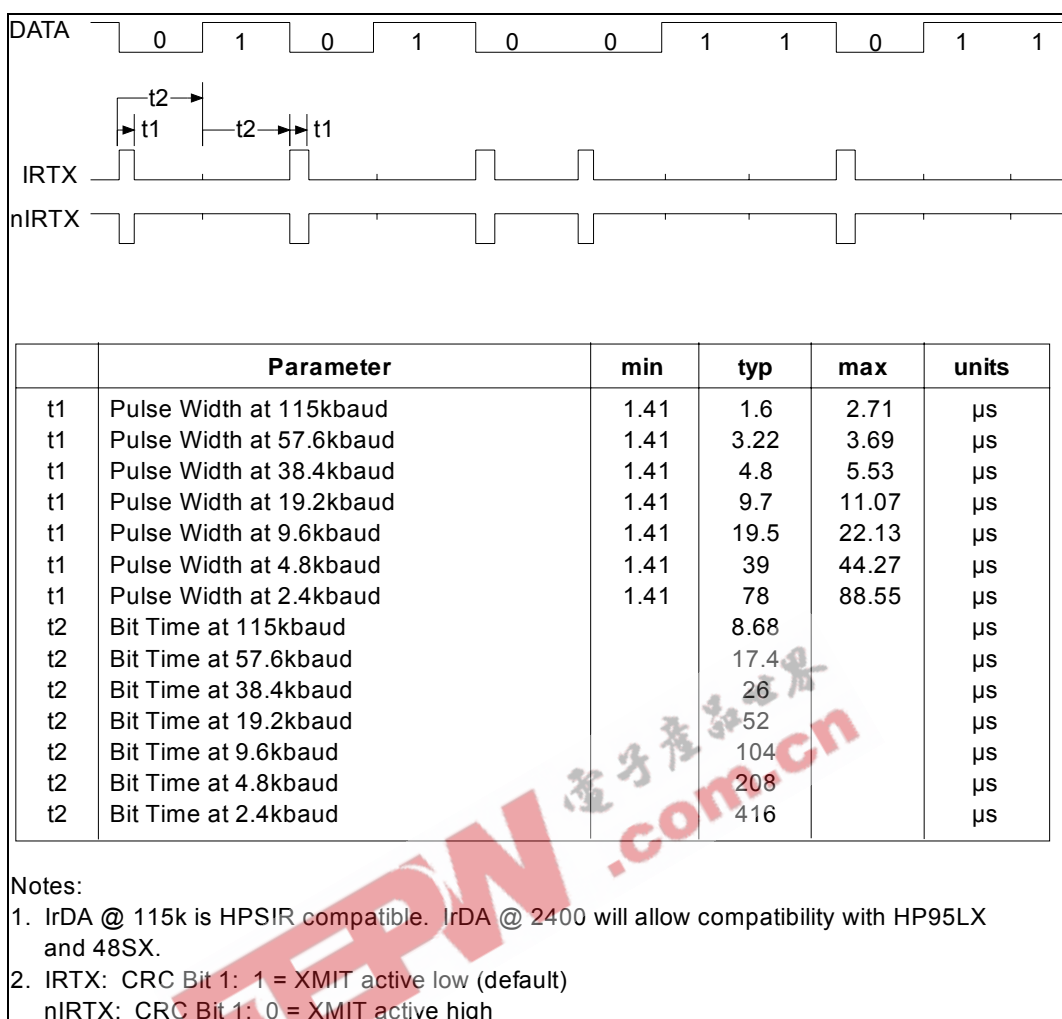 DATA 0 1 0 1 0 0 1 1 0 1 1
t2
t1 t2 t1
IRTX
nIRTX
Parameter min typ max units
t1 Pulse Width at 115kbaud 1.41 1.6 2.71 µs
t1 Pulse Width at 57.6kbaud 1.41 3.22 3.69 µs
t1 Pulse Width at 38.4kbaud 1.41 4.8 5.53 µs
t1 Pulse Width at 19.2kbaud 1.41 9.7 11.07 µs
t1 Pulse Width at 9.6kbaud 1.41 19.5 22.13 µs
t1 Pulse Width at 4.8kbaud 1.41 39 44.27 µs
t1 Pulse Width at 2.4kbaud 1.41 78 88.55 µs
t2 Bit Time at 115kbaud 8.68 µs
t2 Bit Time at 57.6kbaud 17.4 µs
t2 Bit Time at 38.4kbaud 26 µs
t2 Bit Time at 19.2kbaud 52 µs
t2 Bit Time at 9.6kbaud 104 µs
t2 Bit Time at 4.8kbaud 208 µs
t2 Bit Time at 2.4kbaud 416 µs
電子產品世界
.com.cn
Notes:
1. IrDA @ 115k is HPSIR compatible. IrDA @ 2400 will allow compatibility with HP95LX
and 48SX.
2. IRTX: CRC Bit 1: 1 = XMIT active low (default)
nIRTX: CRC Bit 1: 0 = XMIT active high